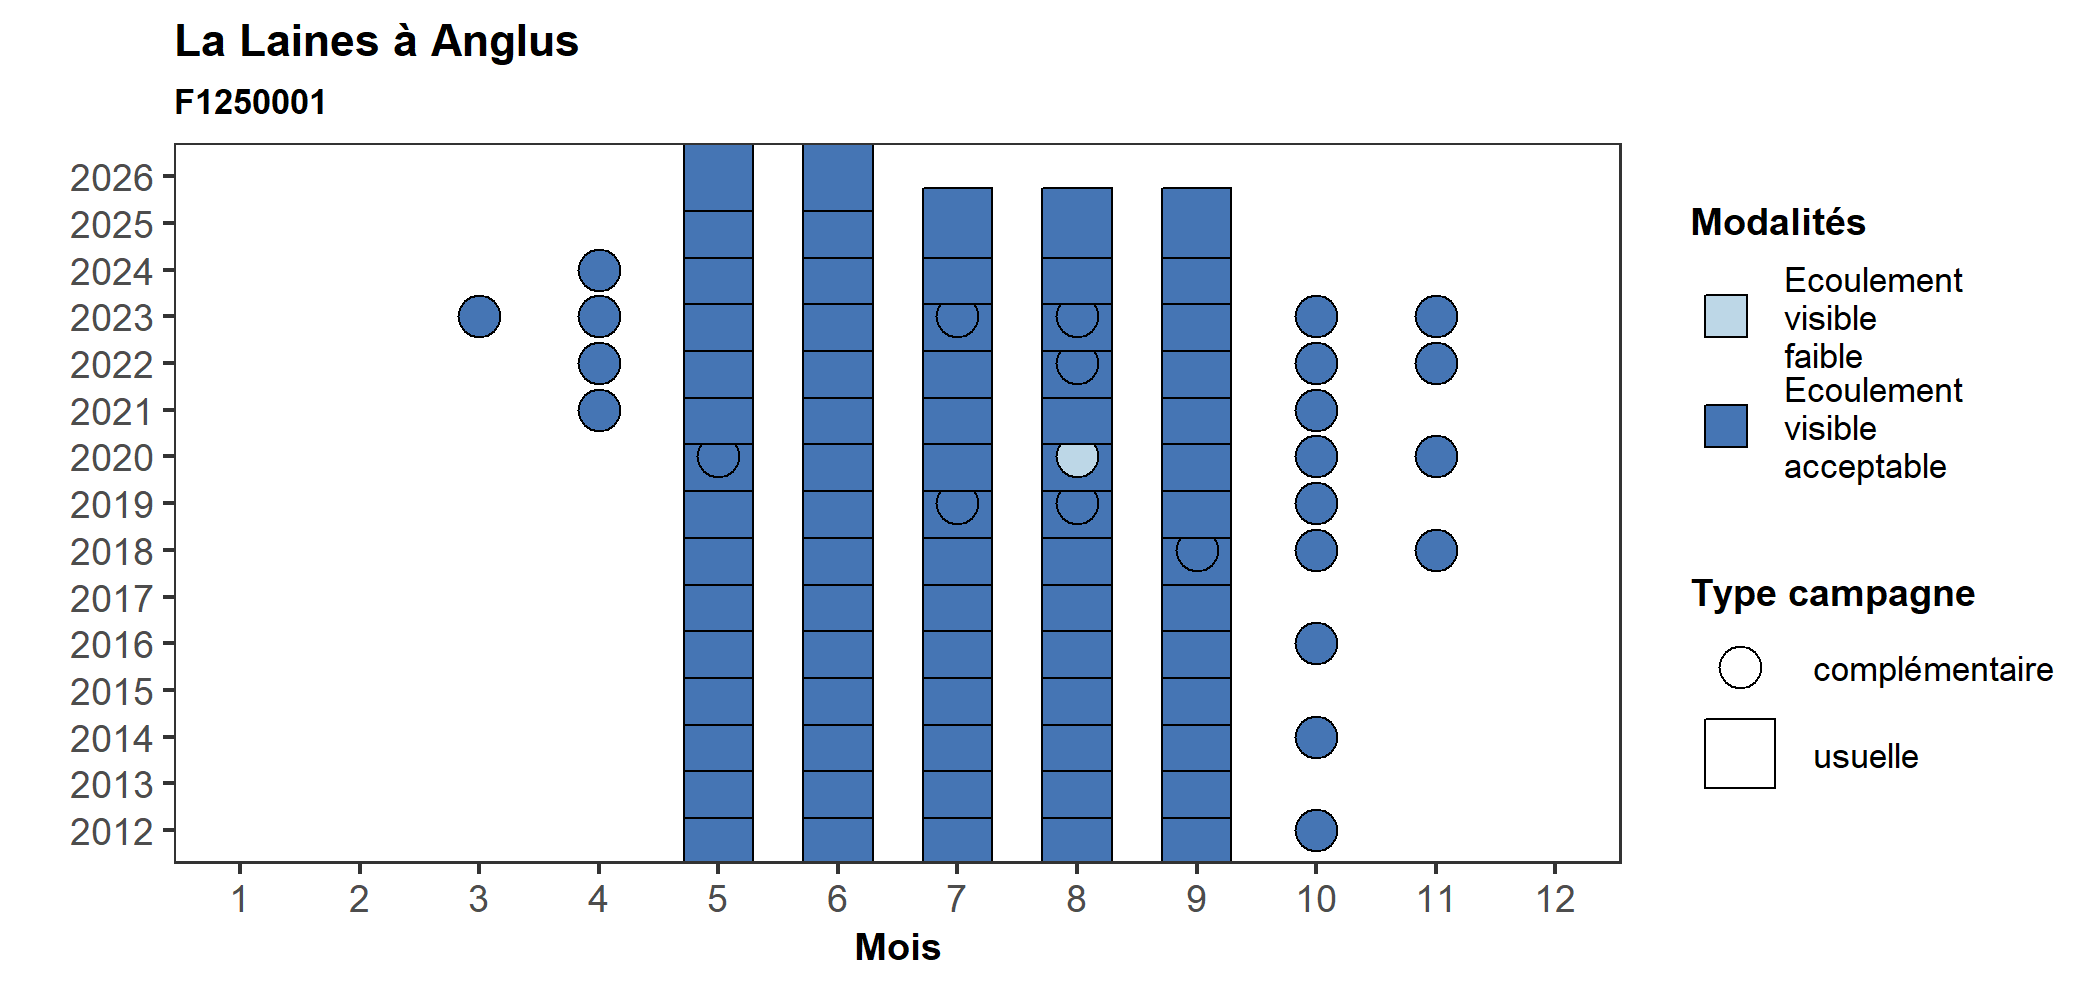 La Laines à Anglus
F1250001
2026
2025
2024
2023
2022
2021
2020
2019
2018
2017
2016
2015
2014
2013
2012
1 2 3 4 5 6 7 8 9 10 11 12
Mois
Modalités
Ecoulement
visible
faible
Ecoulement
visible
acceptable
Type campagne
complémentaire
usuelle